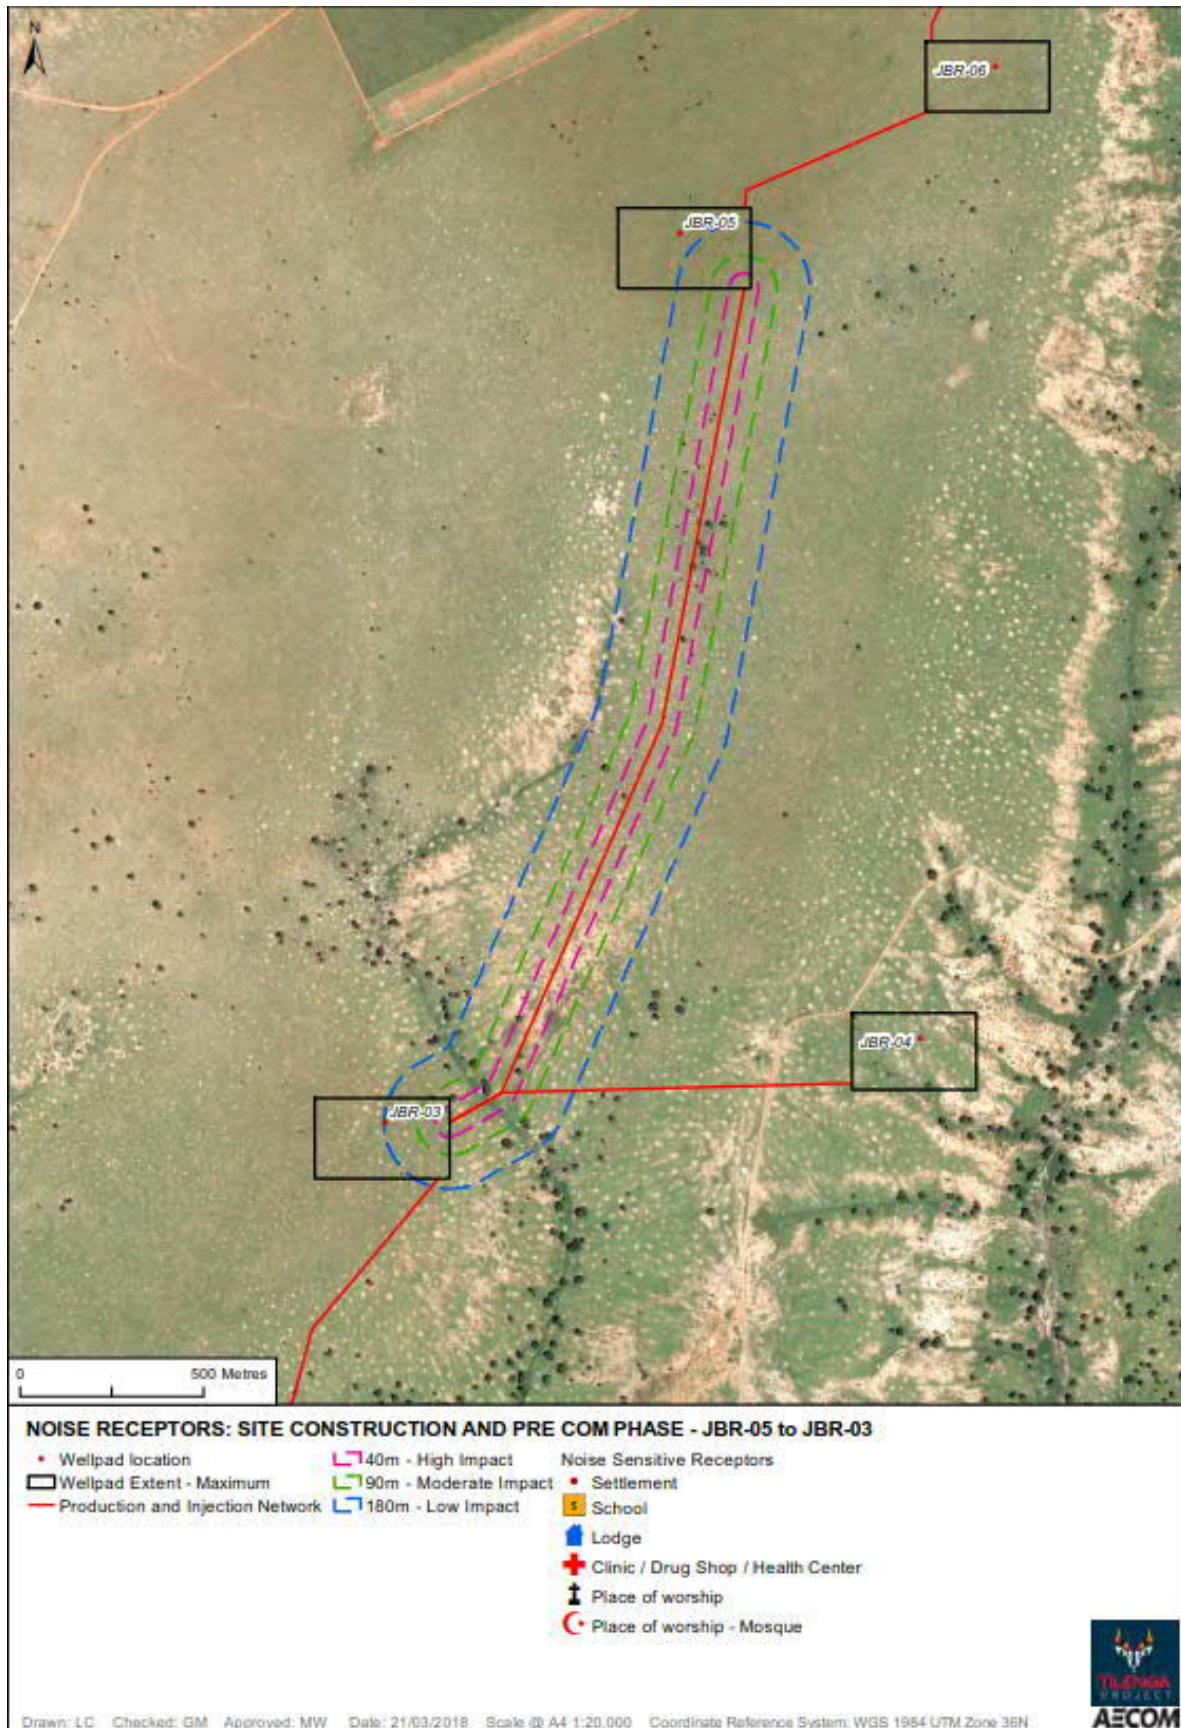 N
JBR-06
JBR-05
JBR-04
JBR-03
0 500 Metres
NOISE RECEPTORS: SITE CONSTRUCTION AND PRE COM PHASE - JBR-05 to JBR-03
Wellpad location
Wellpad Extent - Maximum
Production and Injection Network
40m - High Impact
90m - Moderate Impact
180m - Low Impact
Noise Sensitive Receptors
Settlement
S School
Lodge
Clinic / Drug Shop / Health Center
Place of worship
Place of worship - Mosque
TILENGA
PROJECT
AECOM
Drawn: LC Checked: GM Approved: MW Date: 21/03/2018 Scale @ A4 1:20,000 Coordinate Reference System: WGS 1984 UTM Zone 36N